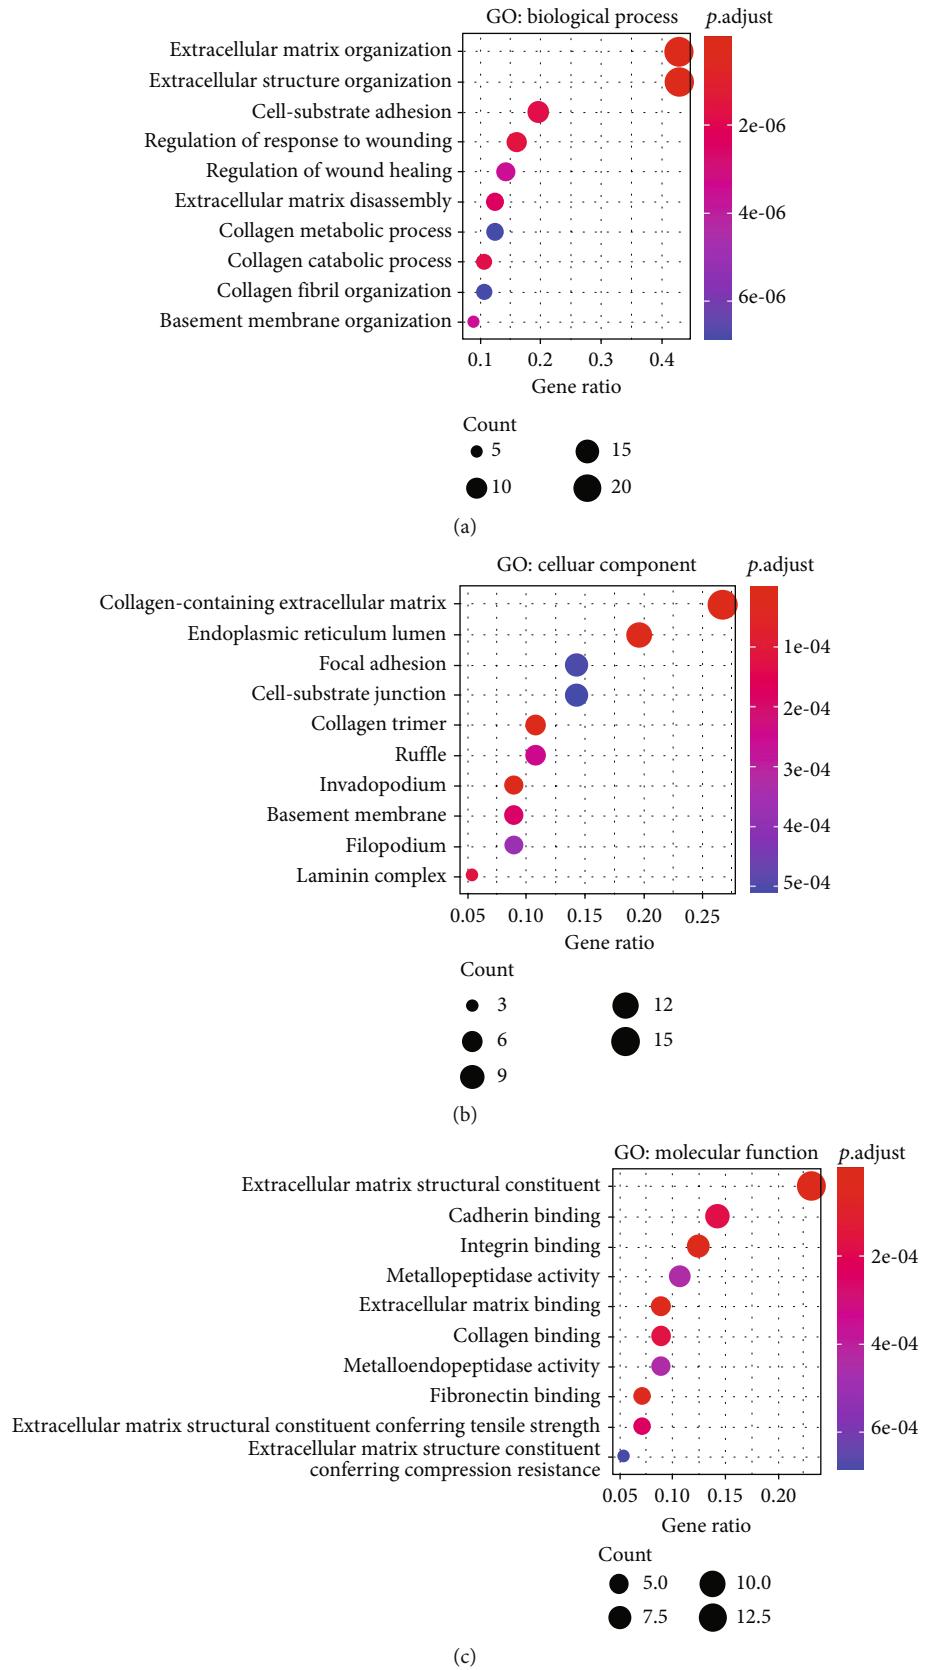 GO: biological process
p.adjust
Extracellular matrix organization
Extracellular structure organization
Cell-substrate adhesion
Regulation of response to wounding
Regulation of wound healing
Extracellular matrix disassembly
Collagen metabolic process
Collagen catabolic process
Collagen fibril organization
Basement membrane organization
2e-06
4e-06
6e-06
0.1 0.2 0.3 0.4
Gene ratio
Count
5 15
10 20
(a)
GO: celluar component
p.adjust
Collagen-containing extracellular matrix
Endoplasmic reticulum lumen
Focal adhesion
Cell-substrate junction
Collagen trimer
Ruffle
Invadopodium
Basement membrane
Filopodium
Laminin complex
1e-04
2e-04
3e-04
4e-04
5e-04
0.05 0.10 0.15 0.20 0.25
Gene ratio
Count
3 12
6 15
9
(b)
GO: molecular function
p.adjust
Extracellular matrix structural constituent
Cadherin binding
Integrin binding
Metallopeptidase activity
Extracellular matrix binding
Collagen binding
Metalloendopeptidase activity
Fibronectin binding
Extracellular matrix structural constituent conferring tensile strength
Extracellular matrix structure constituent
conferring compression resistance
2e-04
4e-04
6e-04
0.05 0.10 0.15 0.20
Gene ratio
Count
5.0 10.0
7.5 12.5
(c)